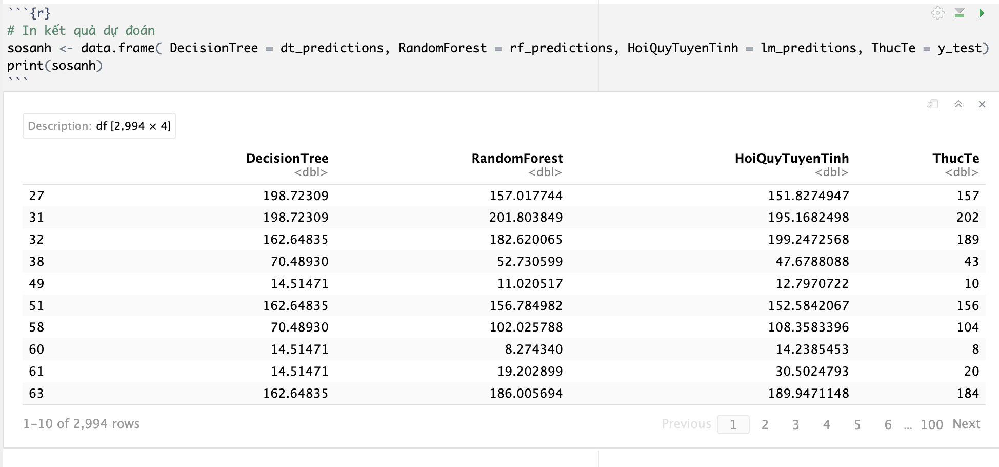 ```{r}
# In kết quả dự đoán
sosanh <- data.frame( DecisionTree = dt_predictions, RandomForest = rf_predictions, HoiQuyTuyenTinh = lm_preditions, ThucTe = y_test)
print(sosanh)
```
Description: df [2,994 × 4]
DecisionTree RandomForest HoiQuyTuyenTinh ThucTe
<dbl> <dbl> <dbl> <dbl>
27 198.72309 157.017744 151.8274947 157
31 198.72309 201.803849 195.1682498 202
32 162.64835 182.620065 199.2472568 189
38 70.48930 52.730599 47.6788088 43
49 14.51471 11.020517 12.7970722 10
51 162.64835 156.784982 152.5842067 156
58 70.48930 102.025788 108.3583396 104
60 14.51471 8.274340 14.2385453 8
61 14.51471 19.202899 30.5024793 20
63 162.64835 186.005694 189.9471148 184
1–10 of 2,994 rows Previous 1 2 3 4 5 6 ... 100 Next